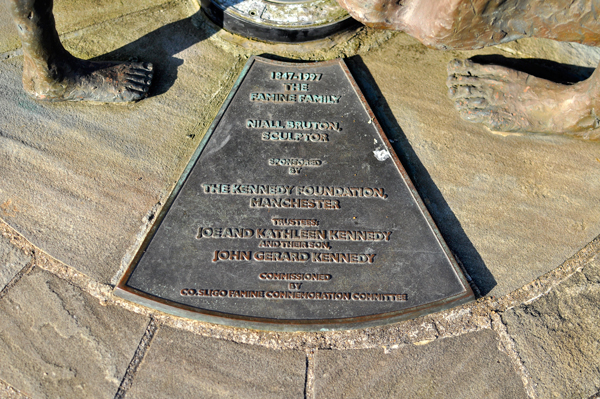 1847-1997
THE
FAMINE FAMILY
NIALL BRUTON,
SCULPTOR
SPONSORED
BY
THE KENNEDY FOUNDATION,
MANCHESTER
TRUSTEES:
JOE AND KATHLEEN KENNEDY
AND THEIR SON,
JOHN GERARD KENNEDY
COMMISSIONED
BY
CO. SLIGO FAMINE COMMEMORATION COMMITTEE